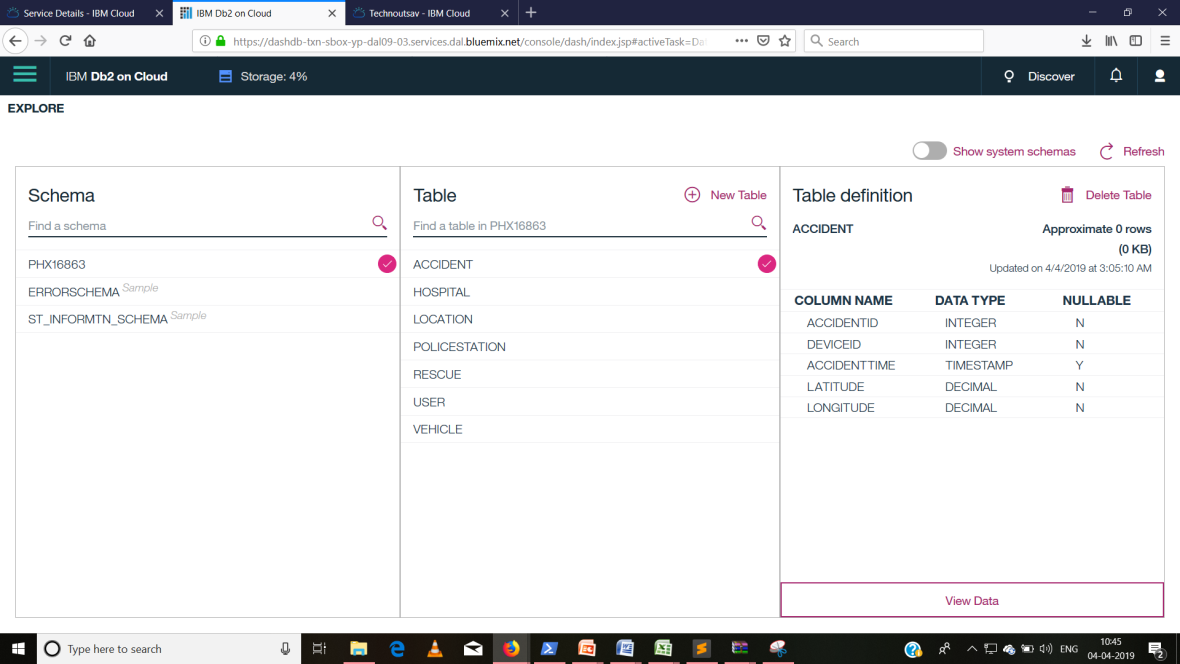 Service Details - IBM Cloud
IBM Db2 on Cloud
Technoutsav - IBM Cloud
https://dashdb-txn-sbox-yp-dal09-03.services.dal.bluemix.net/console/dash/index.jsp#activeTask=Da
Search
IBM Db2 on Cloud
Storage: 4%
Discover
EXPLORE
Show system schemas
Refresh
Schema
Find a schema
PHX16863
ERRORSCHEMA Sample
ST_INFORMTN_SCHEMA Sample
Table
New Table
Find a table in PHX16863
ACCIDENT
HOSPITAL
LOCATION
POLICESTATION
RESCUE
USER
VEHICLE
Table definition
Delete Table
ACCIDENT
Approximate 0 rows
(0 KB)
Updated on 4/4/2019 at 3:05:10 AM
COLUMN NAME DATA TYPE NULLABLE
ACCIDENTID INTEGER N
DEVICEID INTEGER N
ACCIDENTTIME TIMESTAMP Y
LATITUDE DECIMAL N
LONGITUDE DECIMAL N
View Data
Type here to search
ENG
10:45
04-04-2019
2